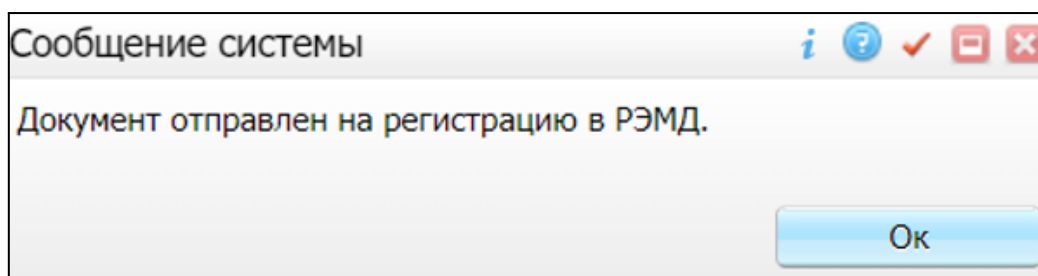 Сообщение системы
Документ отправлен на регистрацию в РЭМД.
Ок